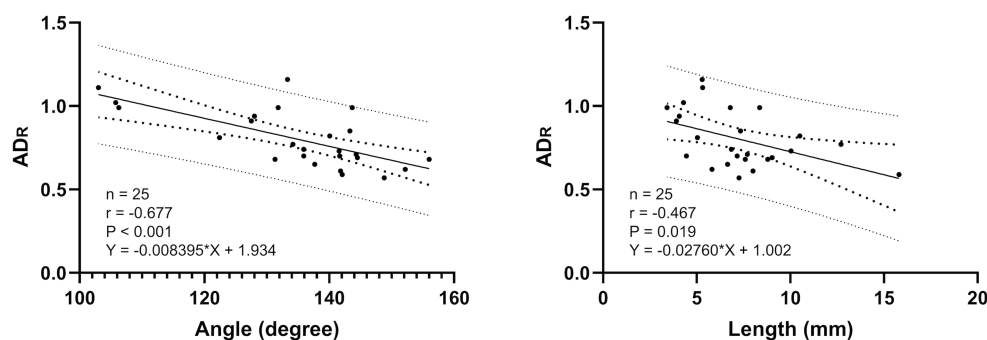 1.5
1.0
0.5
0.0
ADR
n = 25
r = -0.677
P < 0.001
Y = -0.008395*X + 1.934
100 120 140 160
Angle (degree)
1.5
1.0
0.5
0.0
ADR
n = 25
r = -0.467
P = 0.019
Y = -0.02760*X + 1.002
0 5 10 15 20
Length (mm)